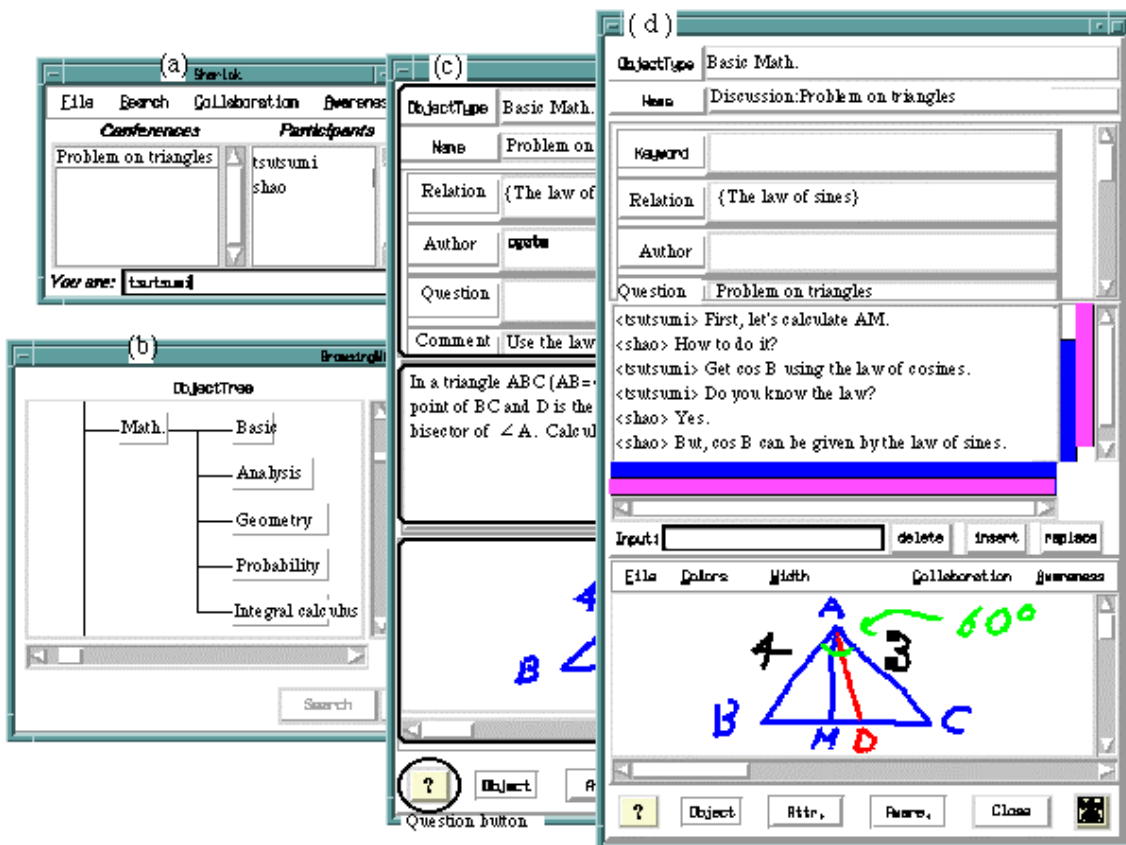 (a)
Sherlok
File Search Collaboration Awareness
Conferences Participants
Problem on triangles
tsutsumi
shao
You are: tsutsumi
(b)
ObjectTree
Math.
Basic
Analysis
Geometry
Probability
Integral calculus
Search
(c)
ObjectType Basic Math.
Name Problem on
Relation {The law of
Author
Question
Comment Use the law
In a triangle ABC (AB=
point of BC and D is the
bisector of ∠A. Calcul
B
? Object
Question button
(d)
ObjectType Basic Math.
Name Discussion:Problem on triangles
Keyword
Relation {The law of sines}
Author
Question Problem on triangles
<tsutsumi> First, let's calculate AM.
<shao> How to do it?
<tsutsumi> Get cos B using the law of cosines.
<tsutsumi> Do you know the law?
<shao> Yes.
<shao> But, cos B can be given by the law of sines.
Input: delete insert replace
File Colors Width Collaboration Awareness
A 60°
4 3
B M D C
? Object Attr. Aware. Close